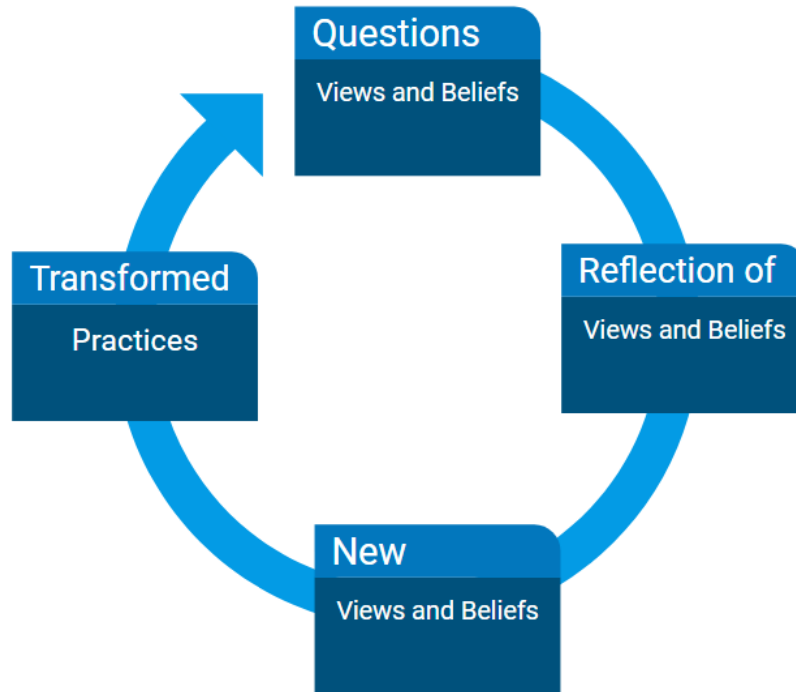 Questions
Views and Beliefs
Reflection of
Views and Beliefs
New
Views and Beliefs
Transformed
Practices